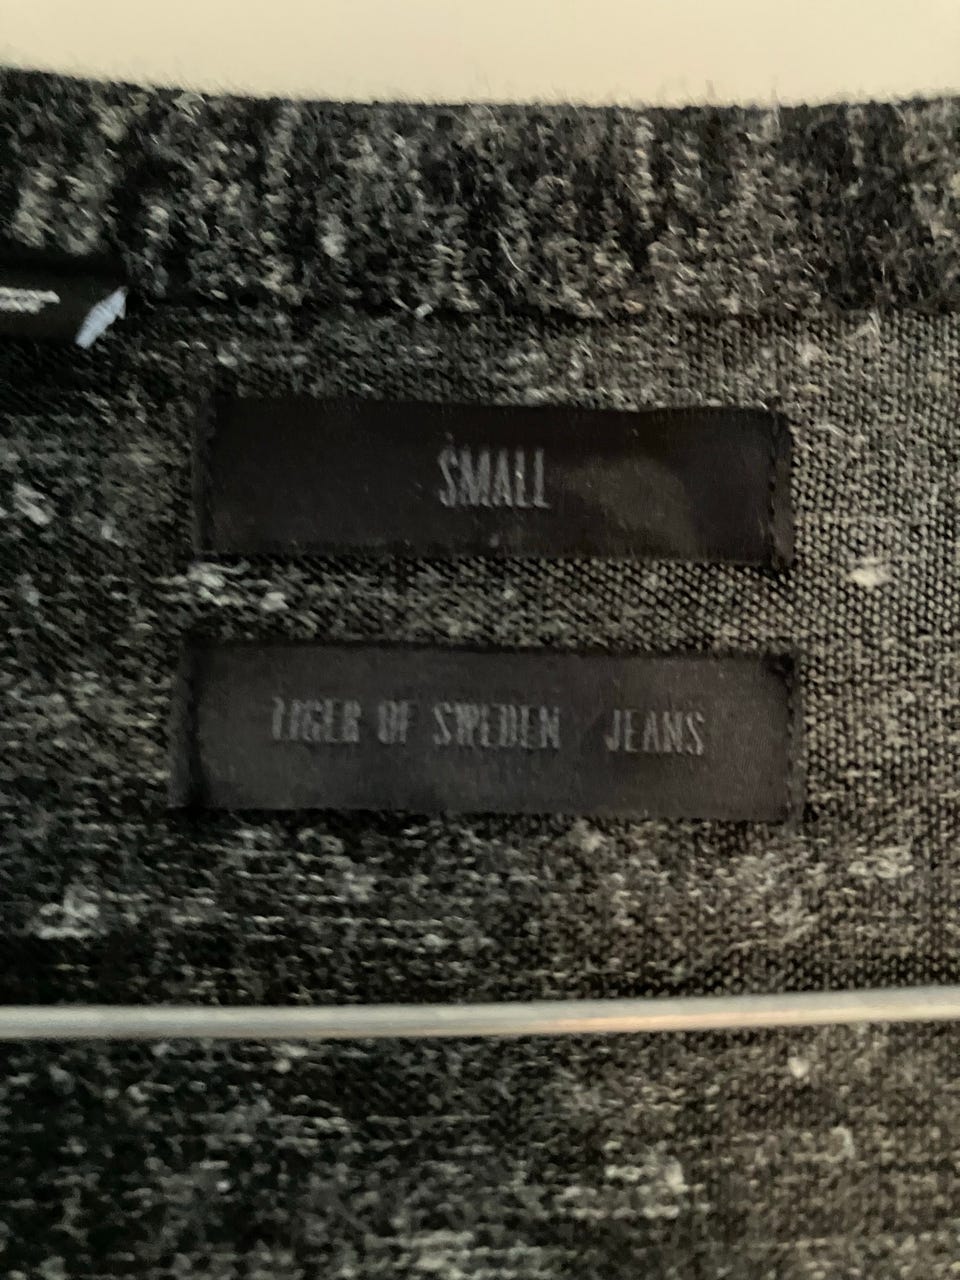 SMALL
TIGER OF SWEDEN JEANS